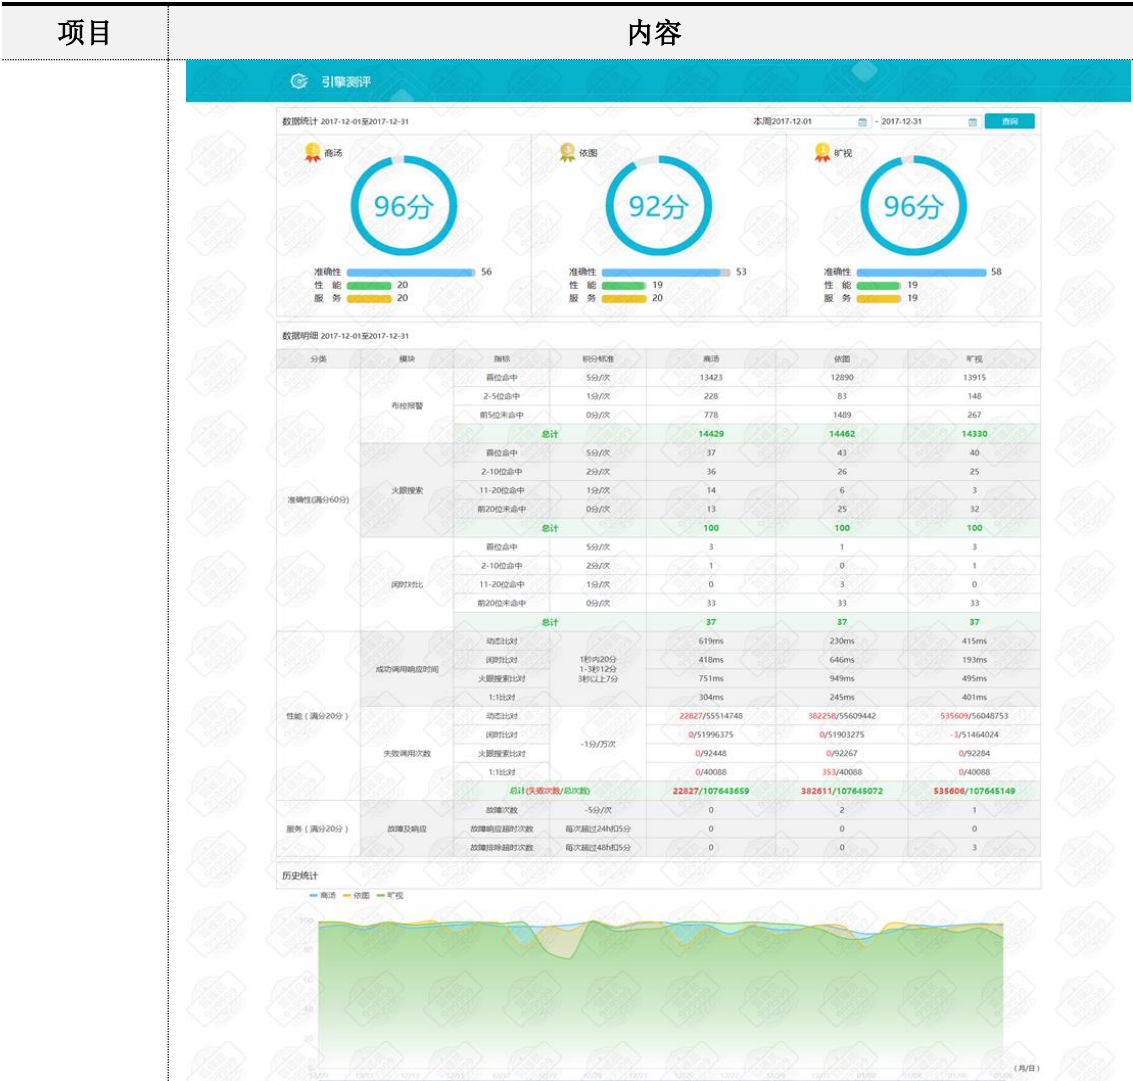 项目 内容
引擎测评
数据统计 2017-12-01至2017-12-31 本周2017-12-01 - 2017-12-31 查询
商汤 依图 旷视
96分 92分 96分
准确性 56 准确性 53 准确性 58
性 能 20 性 能 19 性 能 19
服 务 20 服 务 20 服 务 19
数据明细 2017-12-01至2017-12-31
分类 模块 指标 积分标准 商汤 依图 旷视
准确性(满分60分) 布控报警 首位命中 5分/次 13423 12890 13915
2-5位命中 1分/次 228 83 148
前5位未命中 0分/次 778 1489 267
总计 14429 14462 14330
火眼搜索 首位命中 5分/次 37 43 40
2-10位命中 2分/次 36 26 25
11-20位命中 1分/次 14 6 3
前20位未命中 0分/次 13 25 32
总计 100 100 100
闲时对比 首位命中 5分/次 3 1 3
2-10位命中 2分/次 1 0 1
11-20位命中 1分/次 0 3 0
前20位未命中 0分/次 33 33 33
总计 37 37 37
性能（满分20分） 成功调用响应时间 动态比对 1秒内20分 619ms 230ms 415ms
闲时比对 1-3秒12分 418ms 646ms 193ms
火眼搜索比对 3秒以上7分 751ms 949ms 495ms
1:1比对 304ms 245ms 401ms
失败调用次数 动态比对 -1分/万次 22827/55514748 382258/55609442 535609/56048753
闲时比对 0/51996375 0/51903275 -3/51464024
火眼搜索比对 0/92448 0/92267 0/92284
1:1比对 0/40088 353/40088 0/40088
总计(失败次数/总次数) 22827/107643659 382611/107645072 535606/107645149
服务（满分20分） 故障及响应 故障次数 -5分/次 0 2 1
故障响应超时次数 每次超过24h扣5分 0 0 0
故障排除超时次数 每次超过48h扣5分 0 0 3
历史统计
商汤 依图 旷视
（月/日）